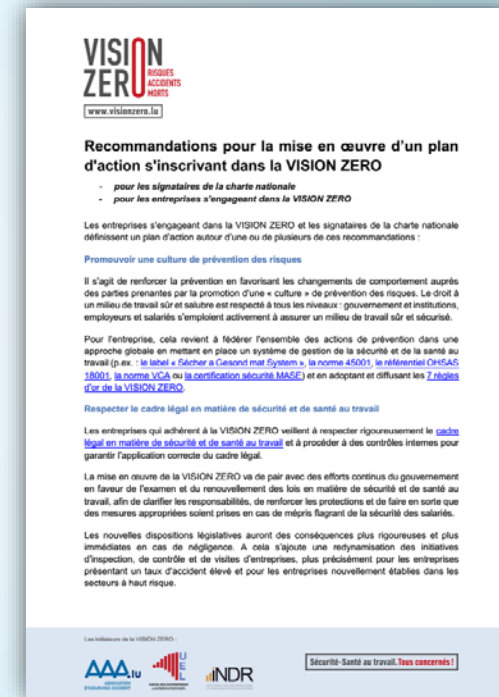 VISION
ZERO
RISQUES
ACCIDENTS
MORTS
www.visionzero.lu
Recommandations pour la mise en œuvre d'un plan
d'action s'inscrivant dans la VISION ZERO
- pour les signataires de la charte nationale
- pour les entreprises s'engageant dans la VISION ZERO
Les entreprises s'engageant dans la VISION ZERO et les signataires de la charte nationale
définissent un plan d'action autour d'une ou de plusieurs de ces recommandations :
Promouvoir une culture de prévention des risques
Il s'agit de renforcer la prévention en favorisant les changements de comportement auprès
des parties prenantes par la promotion d'une « culture » de prévention des risques. Le droit à
un milieu de travail sûr et salubre est respecté à tous les niveaux : gouvernement et institutions,
employeurs et salariés s'emploient activement à assurer un milieu de travail sûr et sécurisé.
Pour l'entreprise, cela revient à fédérer l'ensemble des actions de prévention dans une
approche globale en mettant en place un système de gestion de la sécurité et de la santé au
travail (p.ex. : le label « Sécher a Gesond mat System », la norme 45001, le référentiel OHSAS
18001, la norme VCA ou la certification sécurité MASE) et en adoptant et diffusant les 7 règles
d'or de la VISION ZERO.
Respecter le cadre légal en matière de sécurité et de santé au travail
Les entreprises qui adhèrent à la VISION ZERO veillent à respecter rigoureusement le cadre
légal en matière de sécurité et de santé au travail et à procéder à des contrôles internes pour
garantir l'application correcte du cadre légal.
La mise en œuvre de la VISION ZERO va de pair avec des efforts continus du gouvernement
en faveur de l'examen et du renouvellement des lois en matière de sécurité et de santé au
travail, afin de clarifier les responsabilités, de renforcer les protections et de faire en sorte que
des mesures appropriées soient prises en cas de mépris flagrant de la sécurité des salariés.
Les nouvelles dispositions législatives auront des conséquences plus rigoureuses et plus
immédiates en cas de négligence. A cela s'ajoute une redynamisation des initiatives
d'inspection, de contrôle et de visites d'entreprises, plus précisément pour les entreprises
présentant un taux d'accident élevé et pour les entreprises nouvellement établies dans les
secteurs à haut risque.
Les initiateurs de la VISION ZERO :
AAA.lu
ASSOCIATION
D'ASSURANCE ACCIDENT
UEL
INDR
Sécurité-Santé au travail. Tous concernés !